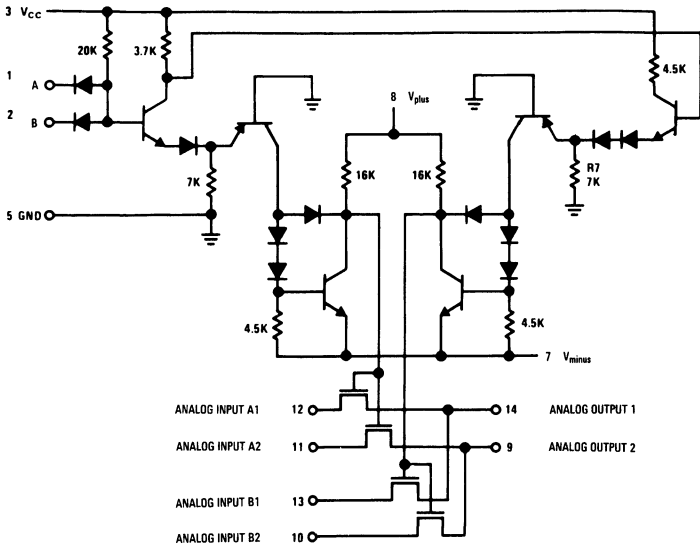 3 VCC
20K
3.7K
4.5K
1 A
2 B
8 Vplus
7K
16K
16K
R7
7K
5 GND
4.5K
4.5K
7 Vminus
ANALOG INPUT A1 12
14 ANALOG OUTPUT 1
ANALOG INPUT A2 11
9 ANALOG OUTPUT 2
ANALOG INPUT B1 13
ANALOG INPUT B2 10